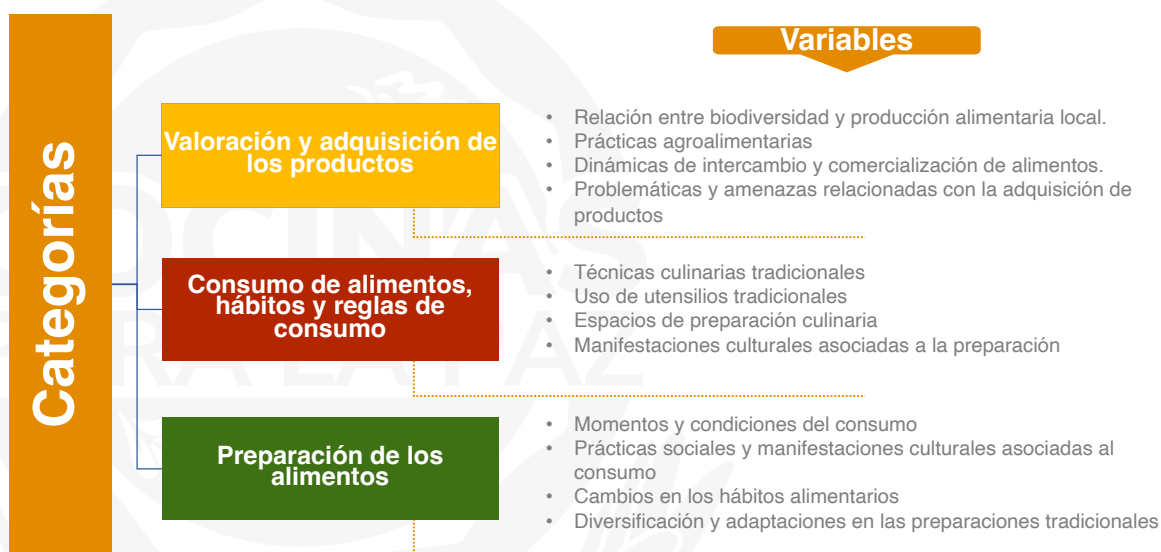 Categorías
Variables
Valoración y adquisición de
los productos
• Relación entre biodiversidad y producción alimentaria local.
• Prácticas agroalimentarias
• Dinámicas de intercambio y comercialización de alimentos.
• Problemáticas y amenazas relacionadas con la adquisición de
productos
Consumo de alimentos,
hábitos y reglas de
consumo
• Técnicas culinarias tradicionales
• Uso de utensilios tradicionales
• Espacios de preparación culinaria
• Manifestaciones culturales asociadas a la preparación
Preparación de los
alimentos
• Momentos y condiciones del consumo
• Prácticas sociales y manifestaciones culturales asociadas al
consumo
• Cambios en los hábitos alimentarios
• Diversificación y adaptaciones en las preparaciones tradicionales